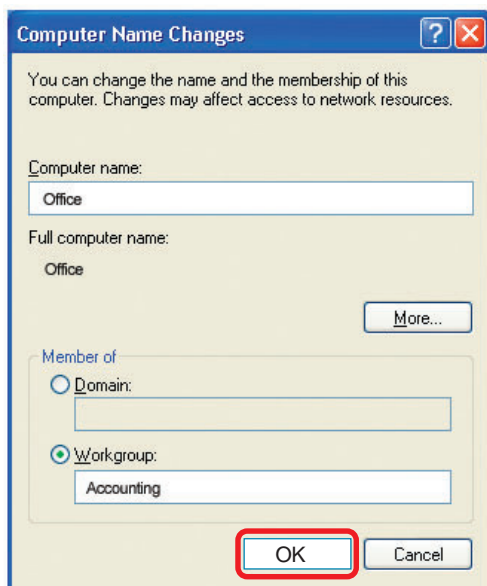 Computer Name Changes
You can change the name and the membership of this
computer. Changes may affect access to network resources.
Computer name:
Office
Full computer name:
Office
More...
Member of
Domain:
Workgroup:
Accounting
OK
Cancel